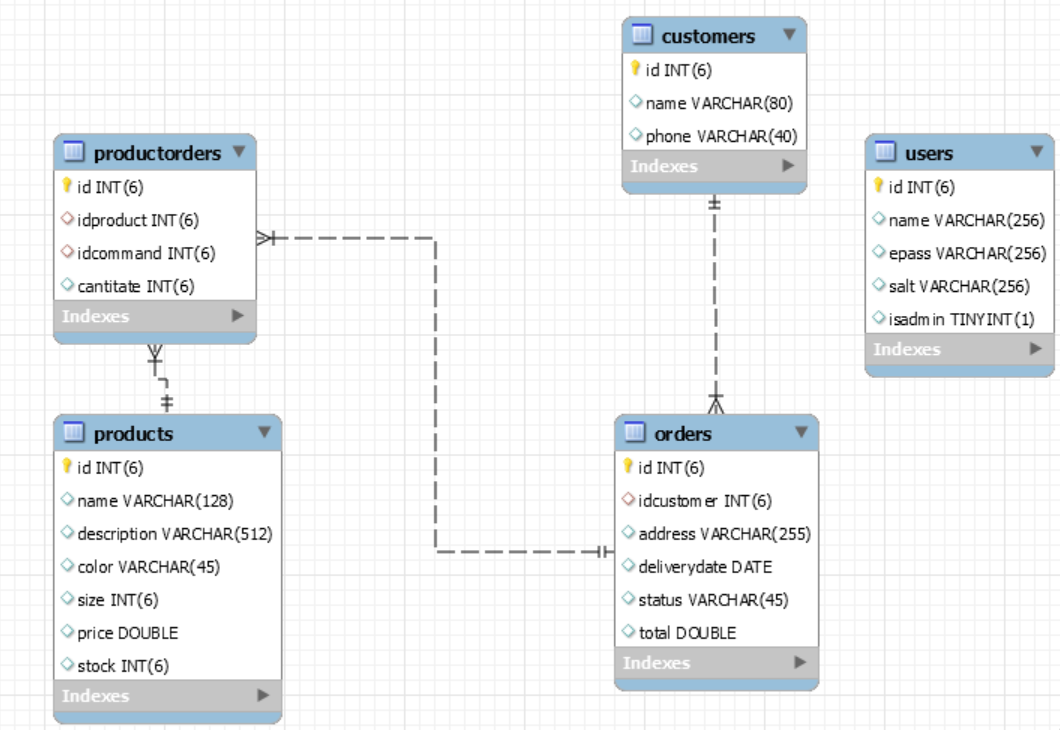 customers
id INT(6)
name VARCHAR(80)
phone VARCHAR(40)
Indexes
productorders
id INT(6)
idproduct INT(6)
idcommand INT(6)
cantitate INT(6)
Indexes
users
id INT(6)
name VARCHAR(256)
epass VARCHAR(256)
salt VARCHAR(256)
isadmin TINYINT(1)
Indexes
products
id INT(6)
name VARCHAR(128)
description VARCHAR(512)
color VARCHAR(45)
size INT(6)
price DOUBLE
stock INT(6)
Indexes
orders
id INT(6)
idcustomer INT(6)
address VARCHAR(255)
deliverydate DATE
status VARCHAR(45)
total DOUBLE
Indexes